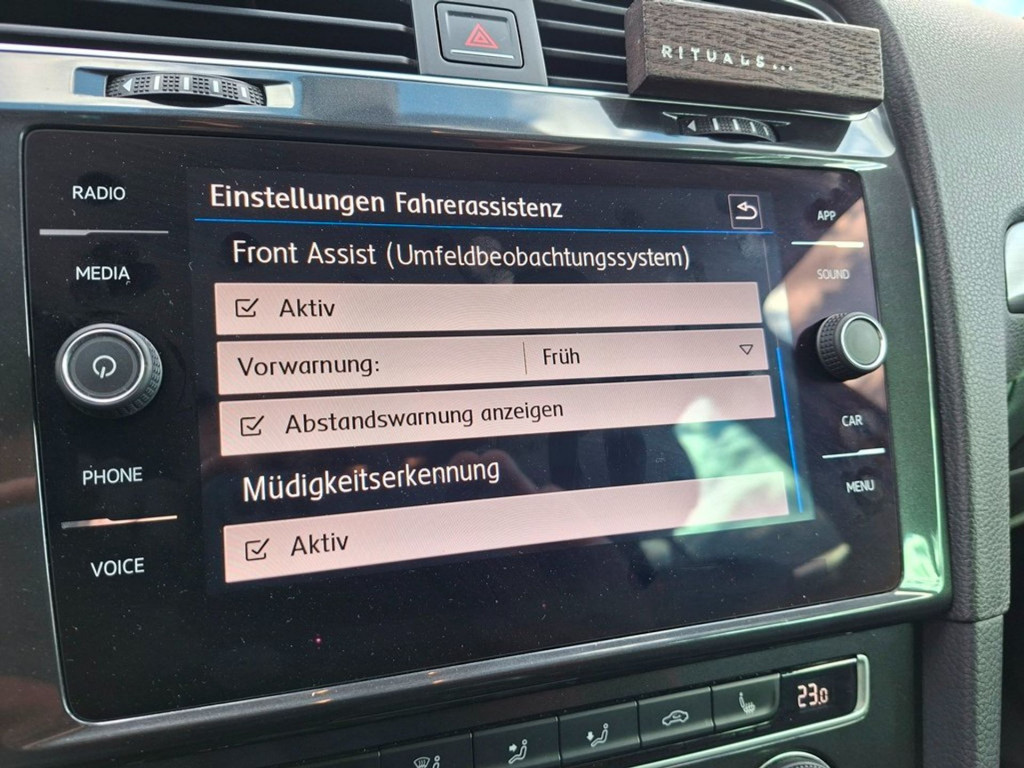 RITUALS...
RADIO
MEDIA
PHONE
VOICE
Einstellungen Fahrerassistenz
Front Assist (Umfeldbeobachtungssystem)
Aktiv
Vorwarnung: Früh
Abstandswarnung anzeigen
Müdigkeitserkennung
Aktiv
APP
SOUND
CAR
MENU
23.0